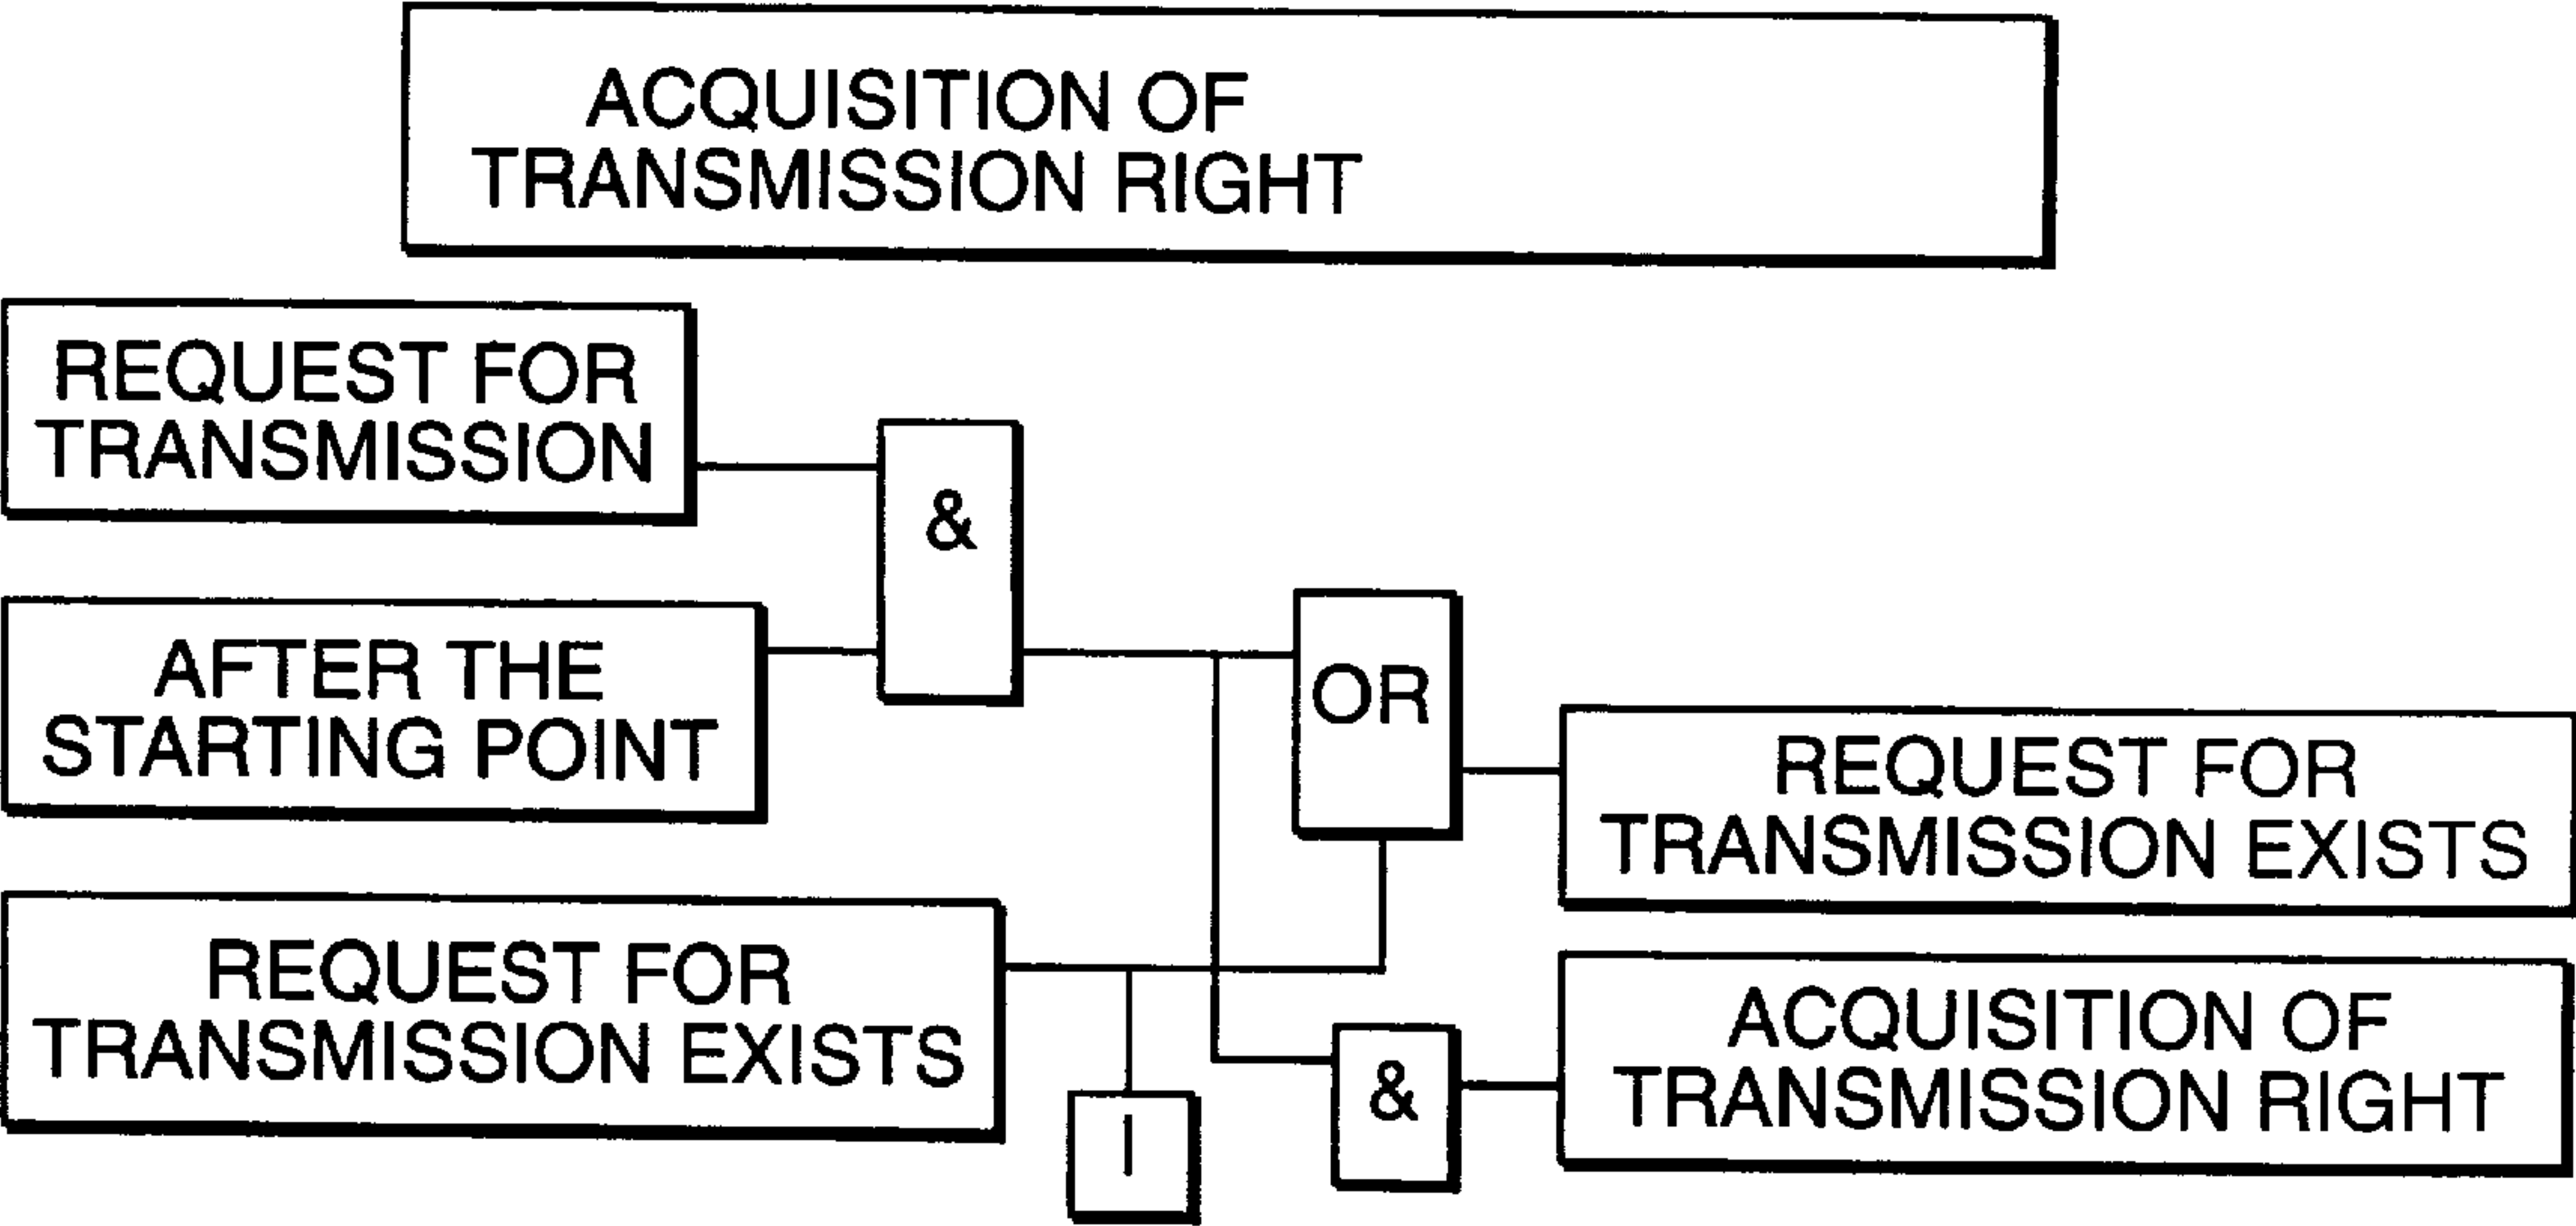 ACQUISITION OF
TRANSMISSION RIGHT
REQUEST FOR
TRANSMISSION
&
AFTER THE
STARTING POINT
OR
REQUEST FOR
TRANSMISSION EXISTS
REQUEST FOR
TRANSMISSION EXISTS
I
&
ACQUISITION OF
TRANSMISSION RIGHT